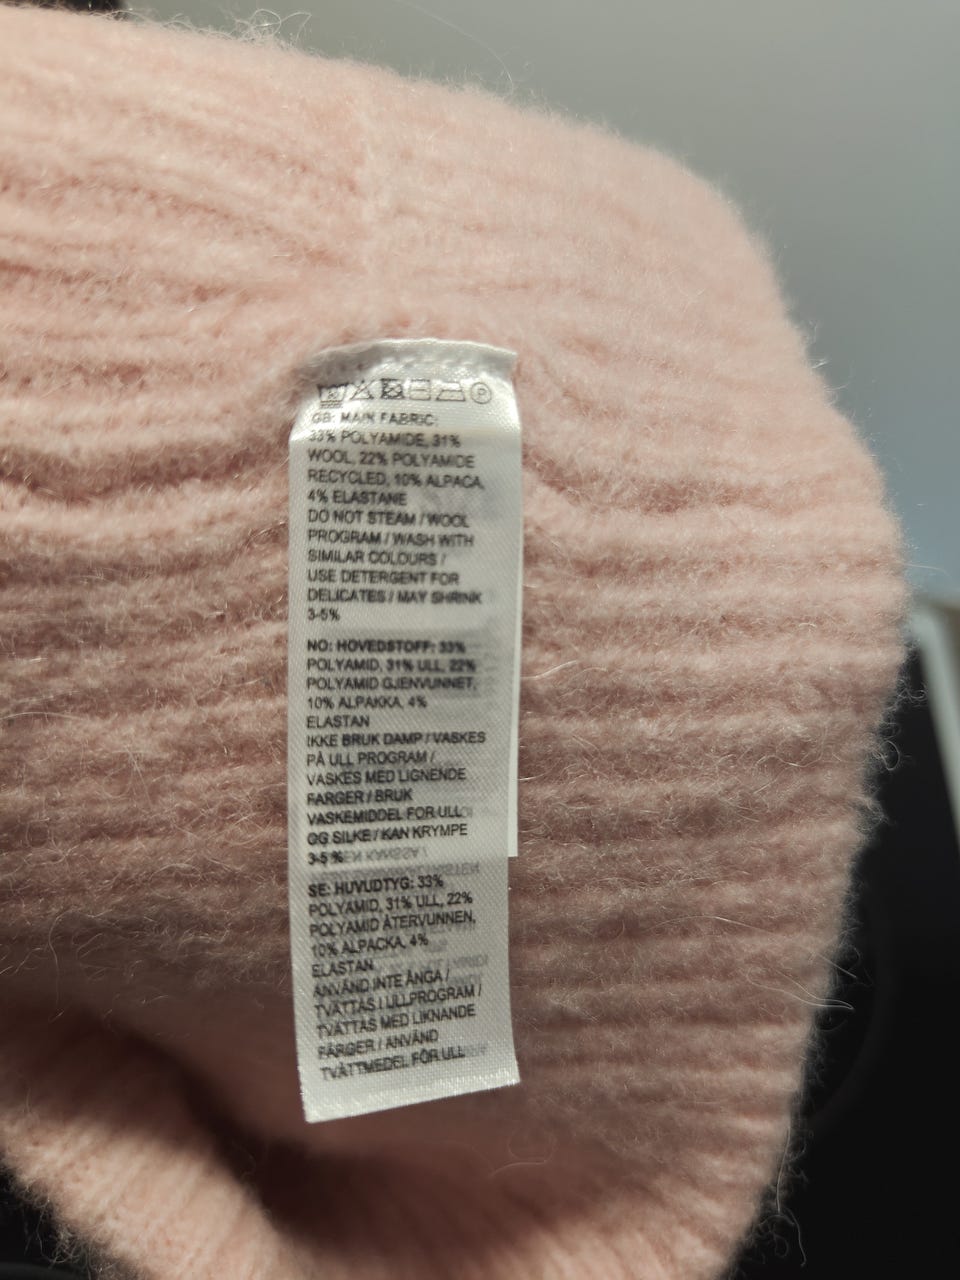 P
GB: MAIN FABRIC:
33% POLYAMIDE, 31%
WOOL, 22% POLYAMIDE
RECYCLED, 10% ALPACA,
4% ELASTANE
DO NOT STEAM / WOOL
PROGRAM / WASH WITH
SIMILAR COLOURS /
USE DETERGENT FOR
DELICATES / MAY SHRINK
3-5%
NO: HOVEDSTOFF: 33%
POLYAMID, 31% ULL, 22%
POLYAMID GJENVUNNET,
10% ALPAKKA, 4%
ELASTAN
IKKE BRUK DAMP / VASKES
PÅ ULL PROGRAM /
VASKES MED LIGNENDE
FARGER / BRUK
VASKEMIDDEL FOR ULL
OG SILKE / KAN KRYMPE
3-5 %
SE: HUVUDTYG: 33%
POLYAMID, 31% ULL, 22%
POLYAMID ÅTERVUNNEN,
10% ALPACKA, 4%
ELASTAN
ANVÄND INTE ÅNGA /
TVÄTTAS I ULLPROGRAM /
TVÄTTAS MED LIKNANDE
FÄRGER / ANVÄND
TVÄTTMEDEL FÖR ULL